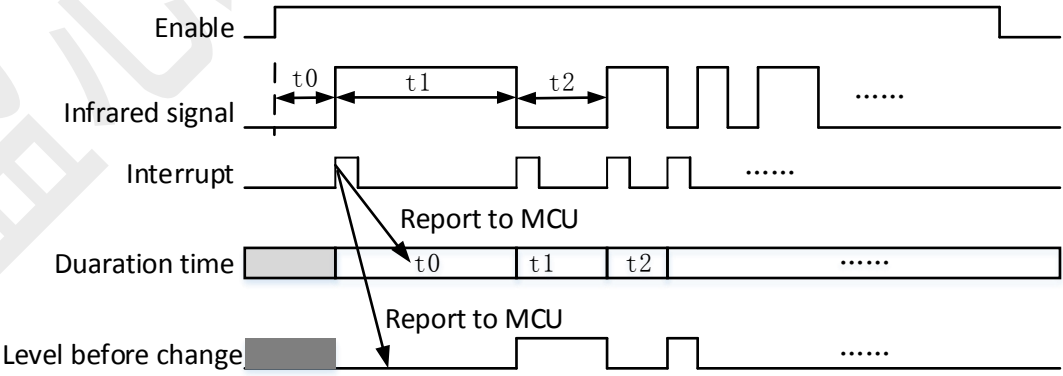 Enable
t0 t1 t2
Infrared signal ……
Interrupt ……
Report to MCU
Duaration time t0 t1 t2 ……
Report to MCU
Level before change ……